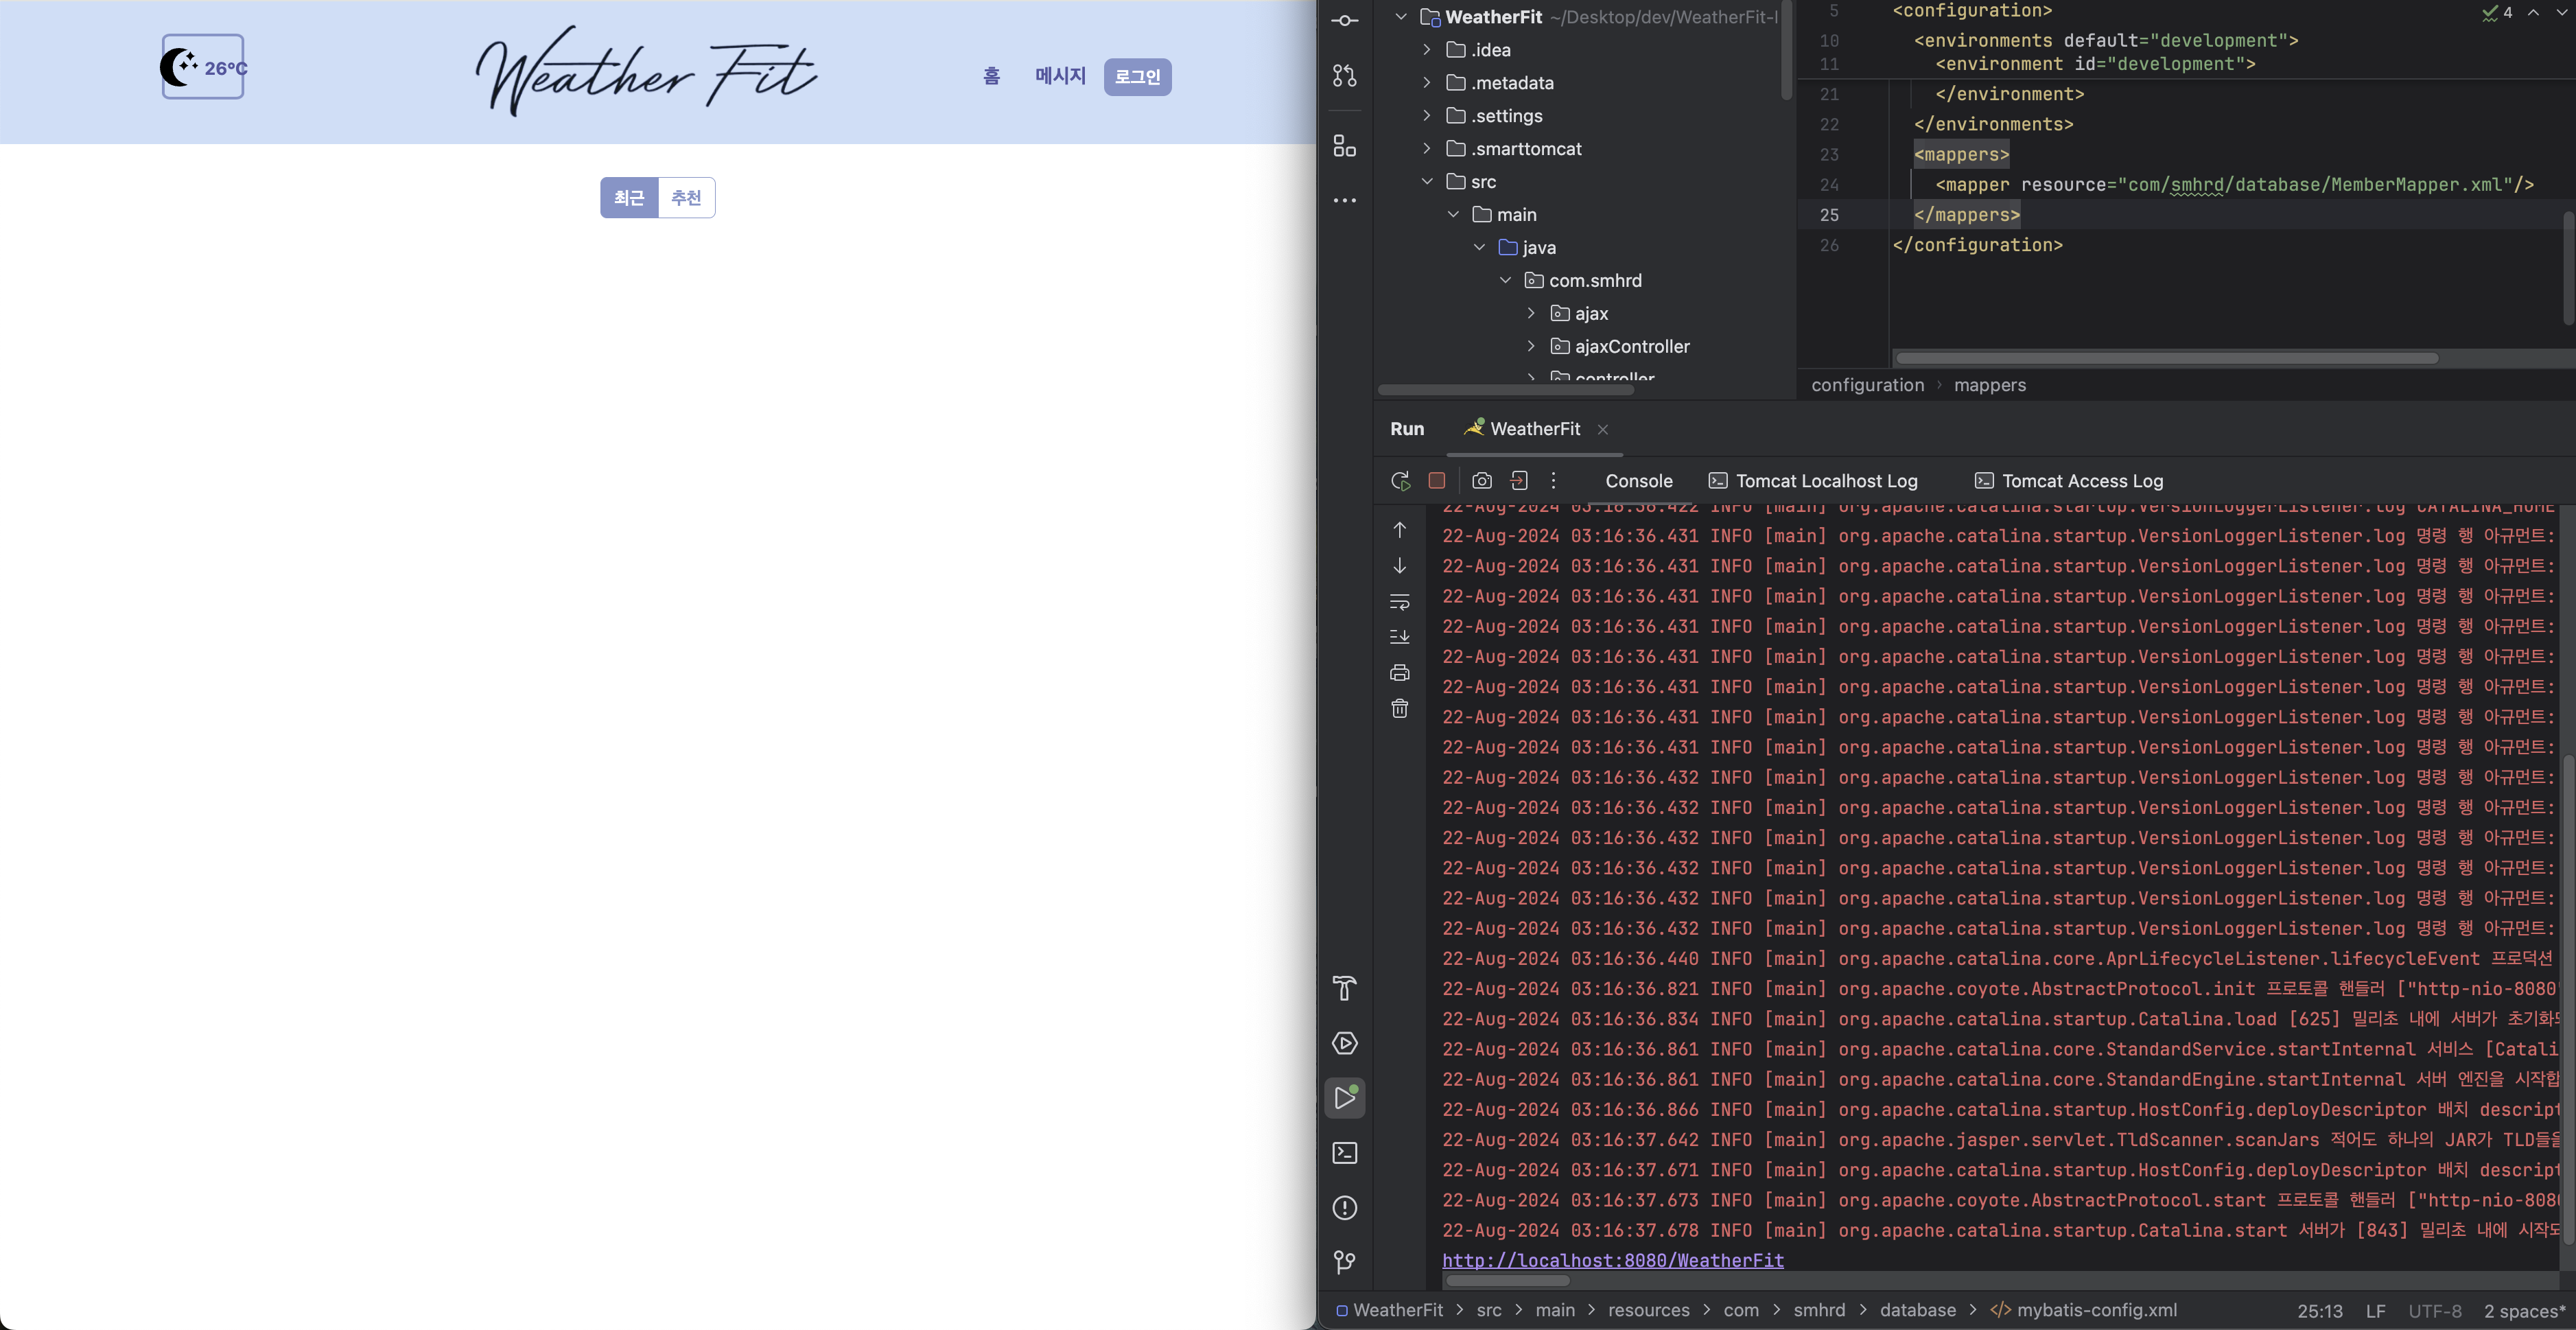 26°C
Weather Fit
홈
메시지
로그인
최근
추천
WeatherFit ~/Desktop/dev/WeatherFit-
.idea
.metadata
.settings
.smarttomcat
src
main
java
com.smhrd
ajax
ajaxController
controller
5 <configuration>
10 <environments default="development">
11 <environment id="development">
21 </environment>
22 </environments>
23 <mappers>
24 <mapper resource="com/smhrd/database/MemberMapper.xml"/>
25 </mappers>
26 </configuration>
4
configuration › mappers
Run
WeatherFit
Console
Tomcat Localhost Log
Tomcat Access Log
22-Aug-2024 03:16:36.422 INFO [main] org.apache.catalina.startup.VersionLoggerListener.log CATALINA_HOME
22-Aug-2024 03:16:36.431 INFO [main] org.apache.catalina.startup.VersionLoggerListener.log 명령 행 아규먼트:
22-Aug-2024 03:16:36.431 INFO [main] org.apache.catalina.startup.VersionLoggerListener.log 명령 행 아규먼트:
22-Aug-2024 03:16:36.431 INFO [main] org.apache.catalina.startup.VersionLoggerListener.log 명령 행 아규먼트:
22-Aug-2024 03:16:36.431 INFO [main] org.apache.catalina.startup.VersionLoggerListener.log 명령 행 아규먼트:
22-Aug-2024 03:16:36.431 INFO [main] org.apache.catalina.startup.VersionLoggerListener.log 명령 행 아규먼트:
22-Aug-2024 03:16:36.431 INFO [main] org.apache.catalina.startup.VersionLoggerListener.log 명령 행 아규먼트:
22-Aug-2024 03:16:36.431 INFO [main] org.apache.catalina.startup.VersionLoggerListener.log 명령 행 아규먼트:
22-Aug-2024 03:16:36.431 INFO [main] org.apache.catalina.startup.VersionLoggerListener.log 명령 행 아규먼트:
22-Aug-2024 03:16:36.432 INFO [main] org.apache.catalina.startup.VersionLoggerListener.log 명령 행 아규먼트:
22-Aug-2024 03:16:36.432 INFO [main] org.apache.catalina.startup.VersionLoggerListener.log 명령 행 아규먼트:
22-Aug-2024 03:16:36.432 INFO [main] org.apache.catalina.startup.VersionLoggerListener.log 명령 행 아규먼트:
22-Aug-2024 03:16:36.432 INFO [main] org.apache.catalina.startup.VersionLoggerListener.log 명령 행 아규먼트:
22-Aug-2024 03:16:36.432 INFO [main] org.apache.catalina.startup.VersionLoggerListener.log 명령 행 아규먼트:
22-Aug-2024 03:16:36.432 INFO [main] org.apache.catalina.startup.VersionLoggerListener.log 명령 행 아규먼트:
22-Aug-2024 03:16:36.440 INFO [main] org.apache.catalina.core.AprLifecycleListener.lifecycleEvent 프로덕션
22-Aug-2024 03:16:36.821 INFO [main] org.apache.coyote.AbstractProtocol.init 프로토콜 핸들러 ["http-nio-8080"
22-Aug-2024 03:16:36.834 INFO [main] org.apache.catalina.startup.Catalina.load [625] 밀리초 내에 서버가 초기화
22-Aug-2024 03:16:36.861 INFO [main] org.apache.catalina.core.StandardService.startInternal 서비스 [Catali
22-Aug-2024 03:16:36.861 INFO [main] org.apache.catalina.core.StandardEngine.startInternal 서버 엔진을 시작합
22-Aug-2024 03:16:36.866 INFO [main] org.apache.catalina.startup.HostConfig.deployDescriptor 배치 descript
22-Aug-2024 03:16:37.642 INFO [main] org.apache.jasper.servlet.TldScanner.scanJars 적어도 하나의 JAR가 TLD들을
22-Aug-2024 03:16:37.671 INFO [main] org.apache.catalina.startup.HostConfig.deployDescriptor 배치 descript
22-Aug-2024 03:16:37.673 INFO [main] org.apache.coyote.AbstractProtocol.start 프로토콜 핸들러 ["http-nio-808
22-Aug-2024 03:16:37.678 INFO [main] org.apache.catalina.startup.Catalina.start 서버가 [843] 밀리초 내에 시작
http://localhost:8080/WeatherFit
WeatherFit › src › main › resources › com › smhrd › database › </> mybatis-config.xml
25:13 LF UTF-8 2 spaces*